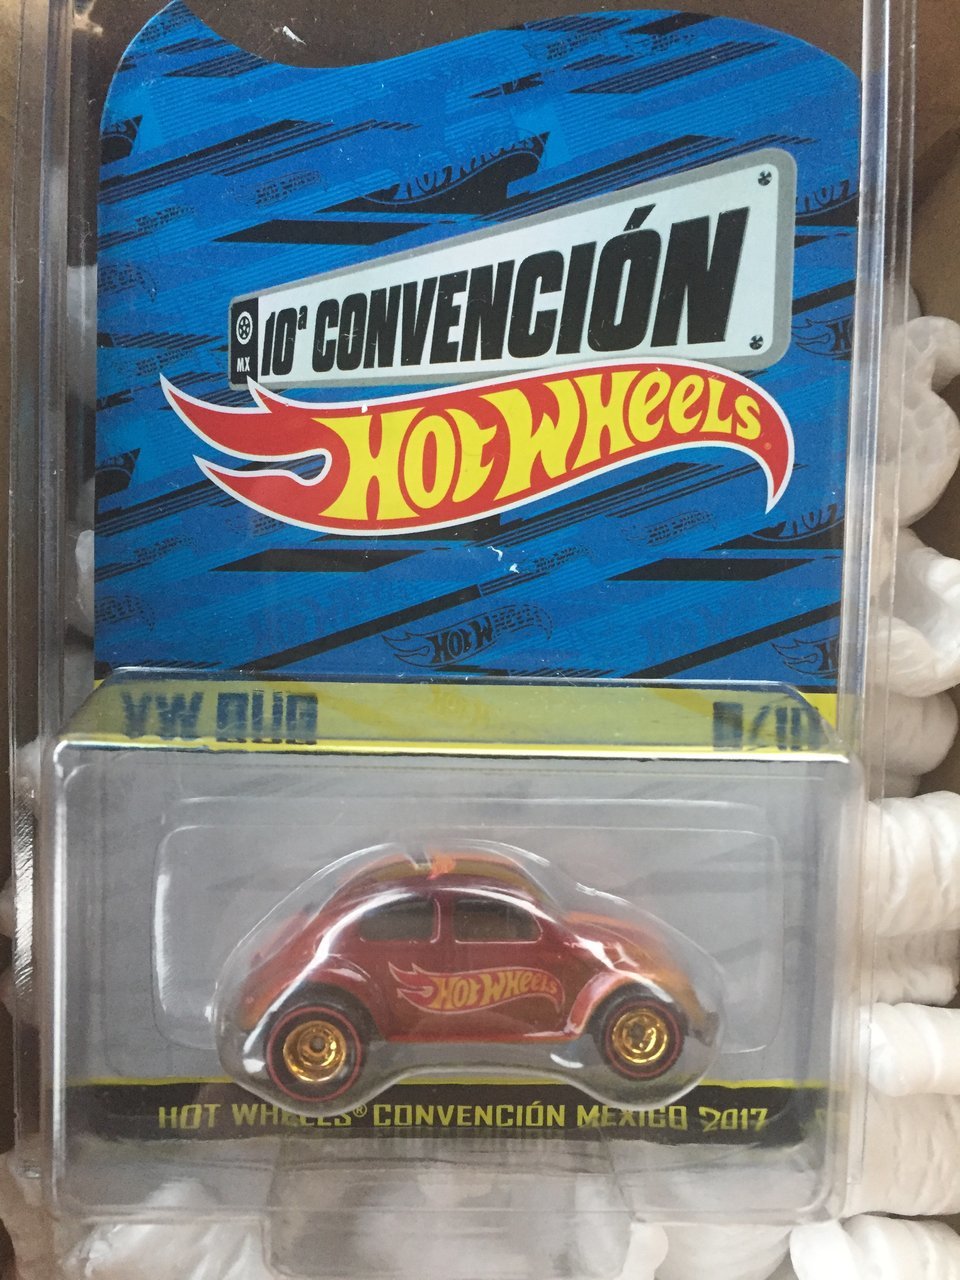 MX
10ª CONVENCIÓN
HOT WHEELS
VW BUG
HOT WHEELS
HOT WHEELS® CONVENCIÓN MEXICO 2017